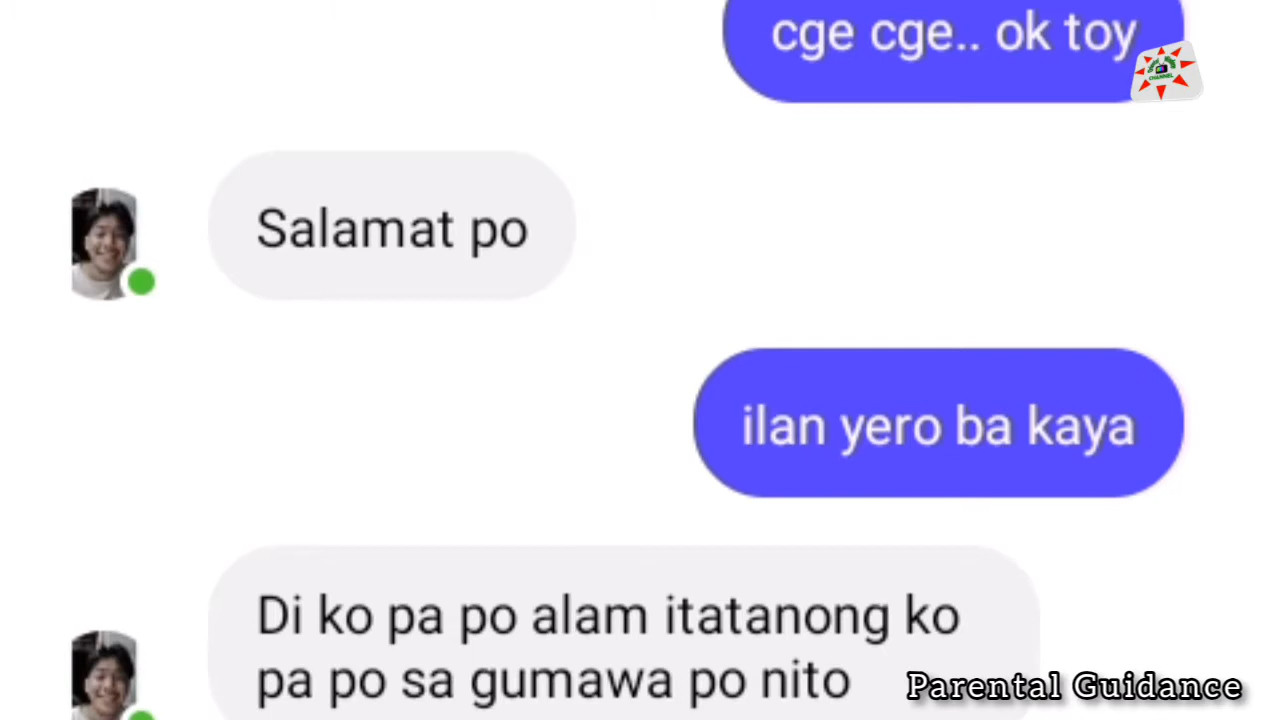 cge cge.. ok toy
CHANNEL
Salamat po
ilan yero ba kaya
Di ko pa po alam itatanong ko
pa po sa gumawa po nito
Parental Guidance